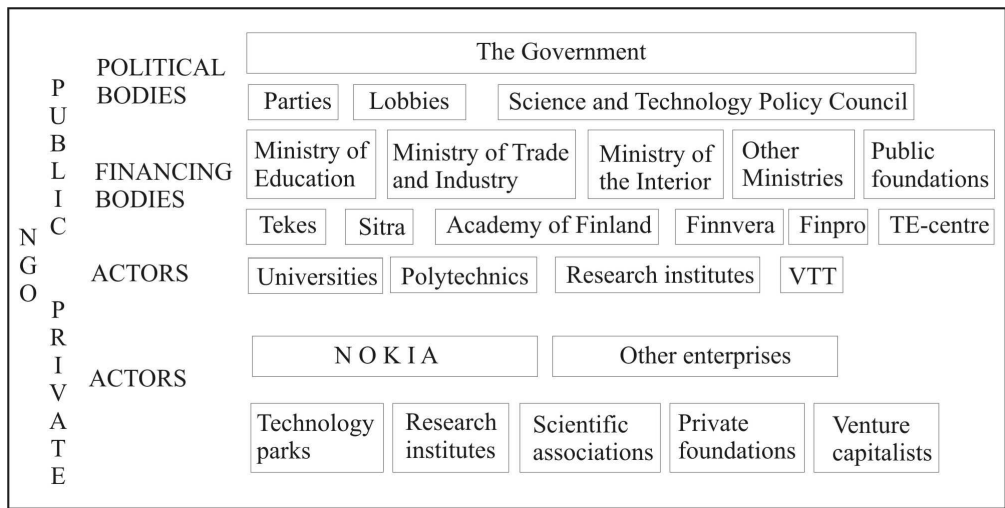 The Government
POLITICAL
BODIES
Parties
Lobbies
Science and Technology Policy Council
FINANCING
BODIES
Ministry of
Education
Ministry of Trade
and Industry
Ministry of
the Interior
Other
Ministries
Public
foundations
Tekes
Sitra
Academy of Finland
Finnvera
Finpro
TE-centre
ACTORS
Universities
Polytechnics
Research institutes
VTT
ACTORS
N O K I A
Other enterprises
Technology
parks
Research
institutes
Scientific
associations
Private
foundations
Venture
capitalists
NGO
PUBLIC
PRIVATE